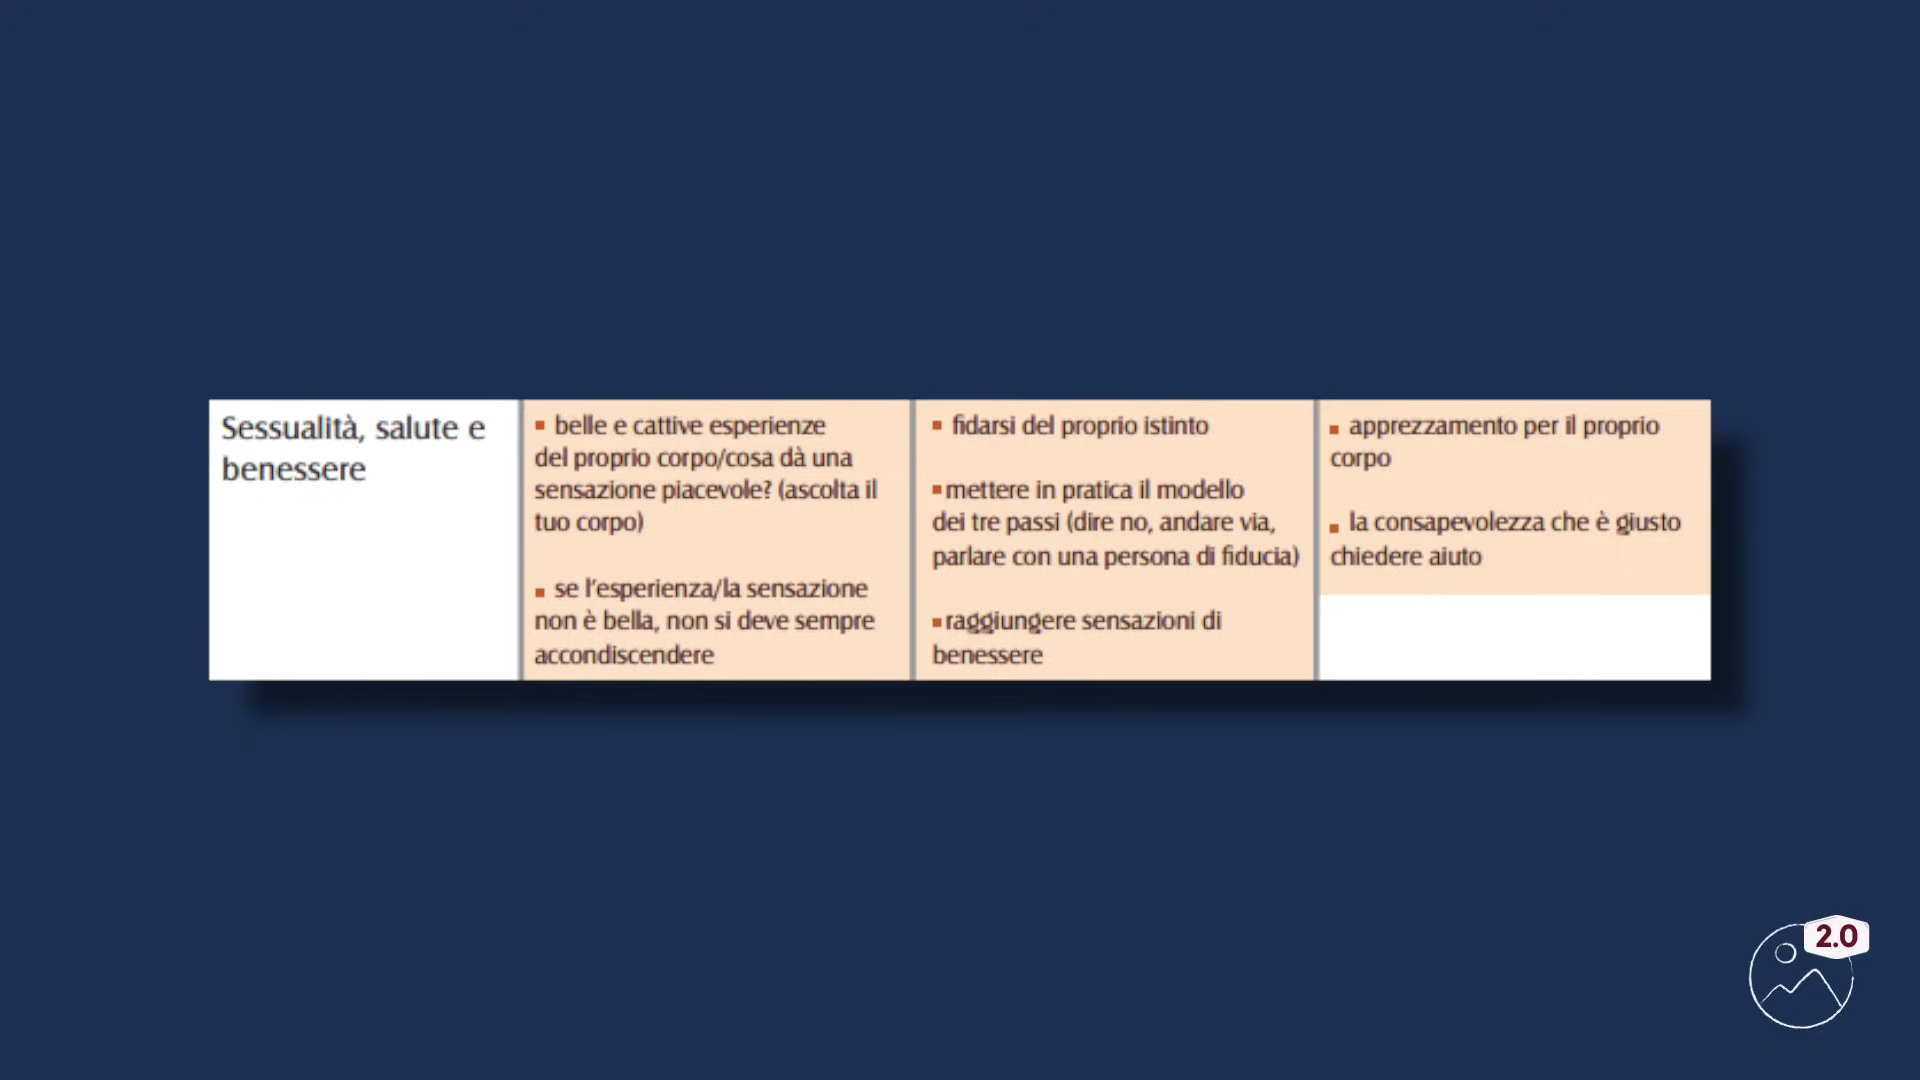 Sessualità, salute e
benessere
▪ belle e cattive esperienze
del proprio corpo/cosa dà una
sensazione piacevole? (ascolta il
tuo corpo)
▪ se l'esperienza/la sensazione
non è bella, non si deve sempre
accondiscendere
▪ fidarsi del proprio istinto
▪ mettere in pratica il modello
dei tre passi (dire no, andare via,
parlare con una persona di fiducia)
▪ raggiungere sensazioni di
benessere
▪ apprezzamento per il proprio
corpo
▪ la consapevolezza che è giusto
chiedere aiuto
2.0